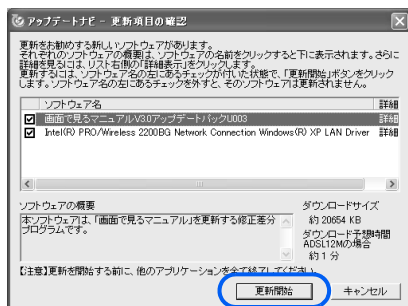 アップデートナビ - 更新項目の確認
更新をお勧めする新しいソフトウェアがあります。
それぞれのソフトウェアの概要は、ソフトウェアの名前をクリックすると下に表示されます。さらに
詳細を見るには、リスト右側の「詳細表示」をクリックします。
更新するには、ソフトウェア名の左にあるチェックが付いた状態で、「更新開始」ボタンをクリック
します。ソフトウェア名の左にあるチェックを外すと、そのソフトウェアは更新されません。
ソフトウェア名 詳細
画面で見るマニュアルV3.0アップデートパックU003 詳細
Intel(R) PRO/Wireless 2200BG Network Connection Windows(R) XP LAN Driver 詳細
ソフトウェアの概要
本ソフトウェアは、「画面で見るマニュアル」を更新する修正差分
プログラムです。
ダウンロードサイズ
約 20654 KB
ダウンロード予想時間
ADSL12Mの場合
約 1 分
【注意】更新を開始する前に、他のアプリケーションを全て終了してください。
更新開始 キャンセル